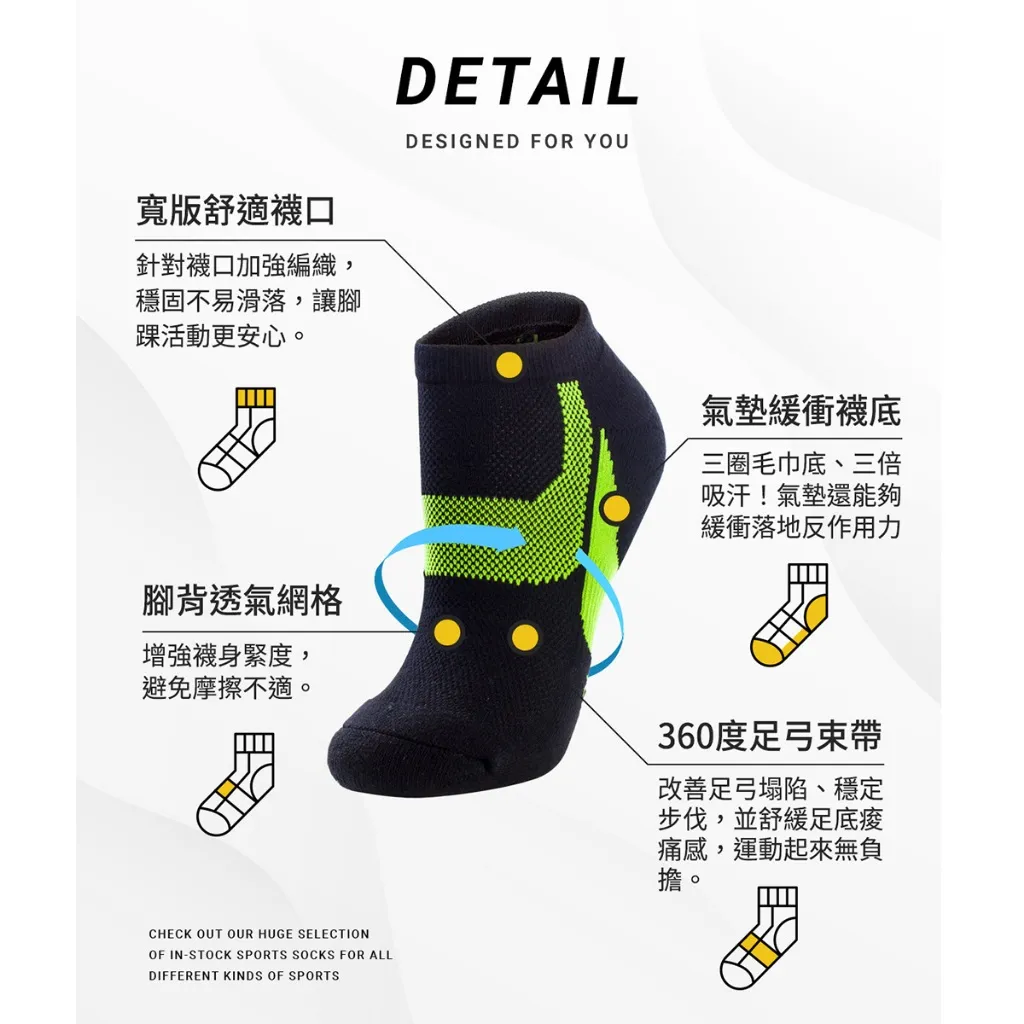 DETAIL
DESIGNED FOR YOU
寬版舒適襪口
針對襪口加強編織，
穩固不易滑落，讓腳
踝活動更安心。
氣墊緩衝襪底
三圈毛巾底、三倍
吸汗！氣墊還能夠
緩衝落地反作用力
腳背透氣網格
增強襪身緊度，
避免摩擦不適。
360度足弓束帶
改善足弓塌陷、穩定
步伐，並舒緩足底痠
痛感，運動起來無負
擔。
CHECK OUT OUR HUGE SELECTION
OF IN-STOCK SPORTS SOCKS FOR ALL
DIFFERENT KINDS OF SPORTS